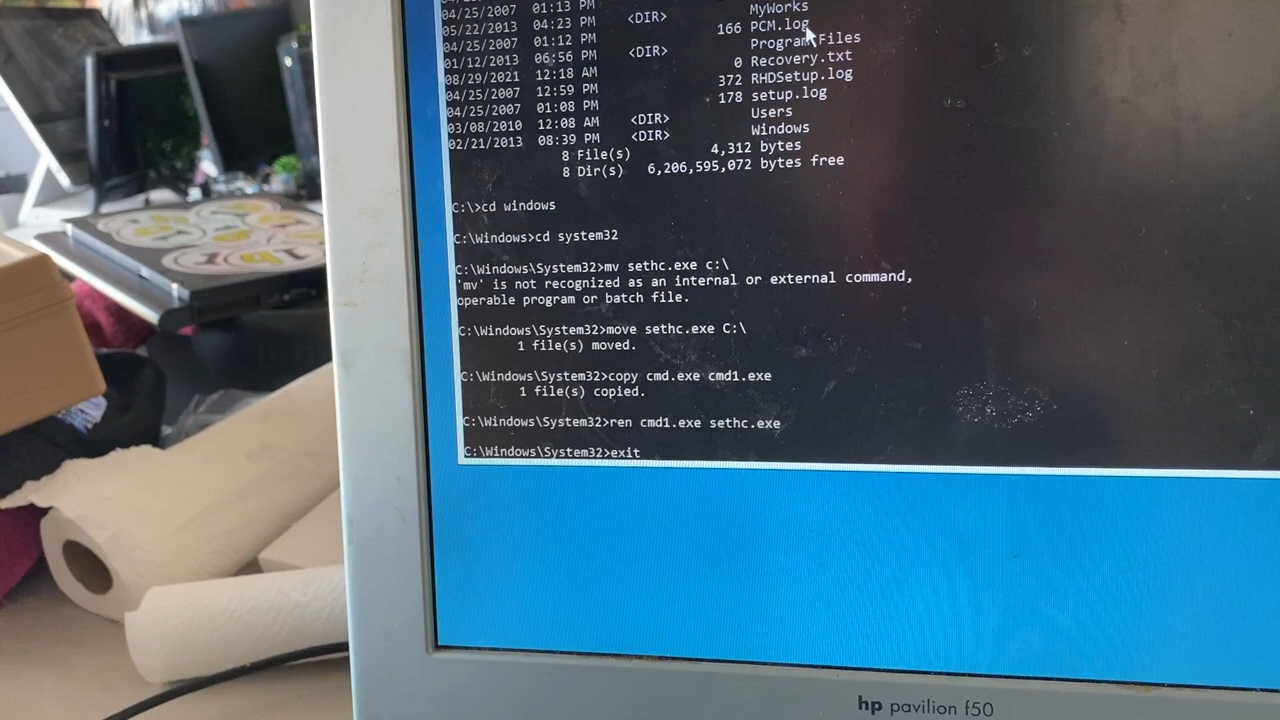 04/25/2007 01:13 PM <DIR> MyWorks
05/22/2013 04:23 PM 166 PCM.log
04/25/2007 01:12 PM <DIR> Program Files
01/12/2013 06:56 PM 0 Recovery.txt
08/29/2021 12:18 AM 372 RHDSetup.log
04/25/2007 12:59 PM 178 setup.log
04/25/2007 01:08 PM <DIR> Users
03/08/2010 12:08 AM <DIR> Windows
02/21/2013 08:39 PM
8 File(s) 4,312 bytes
8 Dir(s) 6,206,595,072 bytes free
C:\>cd windows
C:\Windows>cd system32
C:\Windows\System32>mv sethc.exe c:\
'mv' is not recognized as an internal or external command,
operable program or batch file.
C:\Windows\System32>move sethc.exe C:\
1 file(s) moved.
C:\Windows\System32>copy cmd.exe cmd1.exe
1 file(s) copied.
C:\Windows\System32>ren cmd1.exe sethc.exe
C:\Windows\System32>exit
hp pavilion f50